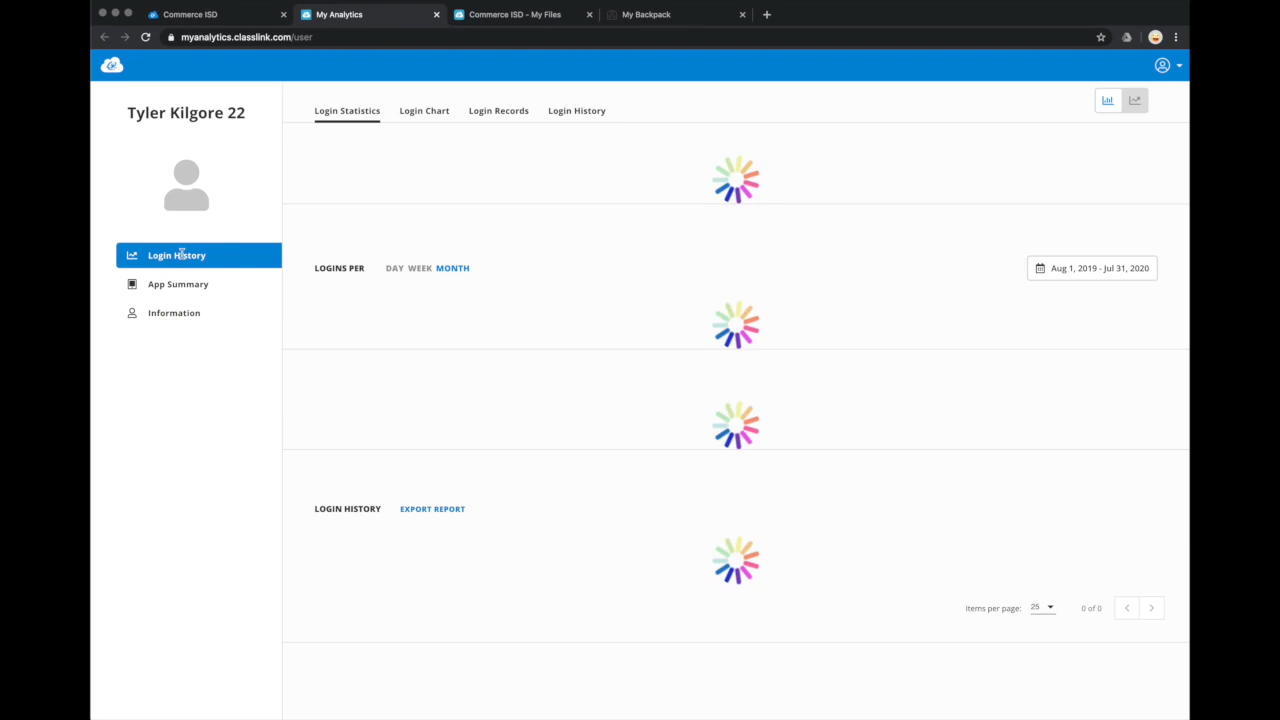 Commerce ISD
My Analytics
Commerce ISD - My Files
My Backpack
myanalytics.classlink.com/user
Tyler Kilgore 22
Login History
App Summary
Information
Login Statistics Login Chart Login Records Login History
LOGINS PER DAY WEEK MONTH
Aug 1, 2019 - Jul 31, 2020
LOGIN HISTORY EXPORT REPORT
Items per page: 25 0 of 0